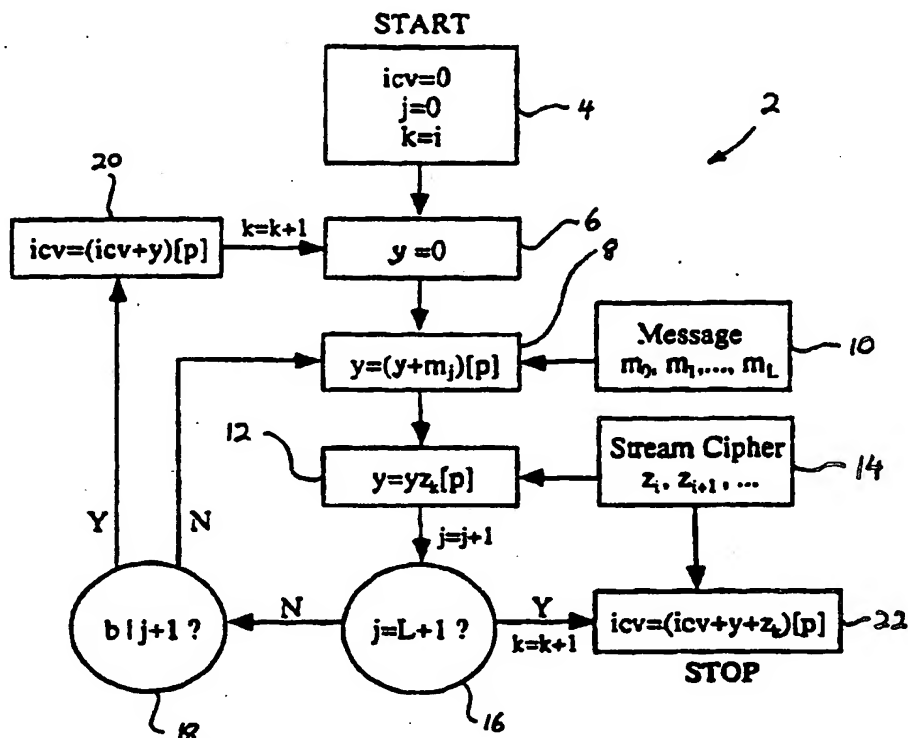 START
icv=0
j=0
k=i
4
2
20
icv=(icv+y)[p]
k=k+1
y=0
6
8
y=(y+mj)[p]
Message
m0, m1,..., mL
10
12
y=yzk[p]
Stream Cipher
zi, zi+1, ...
14
Y
N
j=j+1
b|j+1 ?
N
j=L+1 ?
Y
k=k+1
icv=(icv+y+zk)[p]
22
STOP
18
16